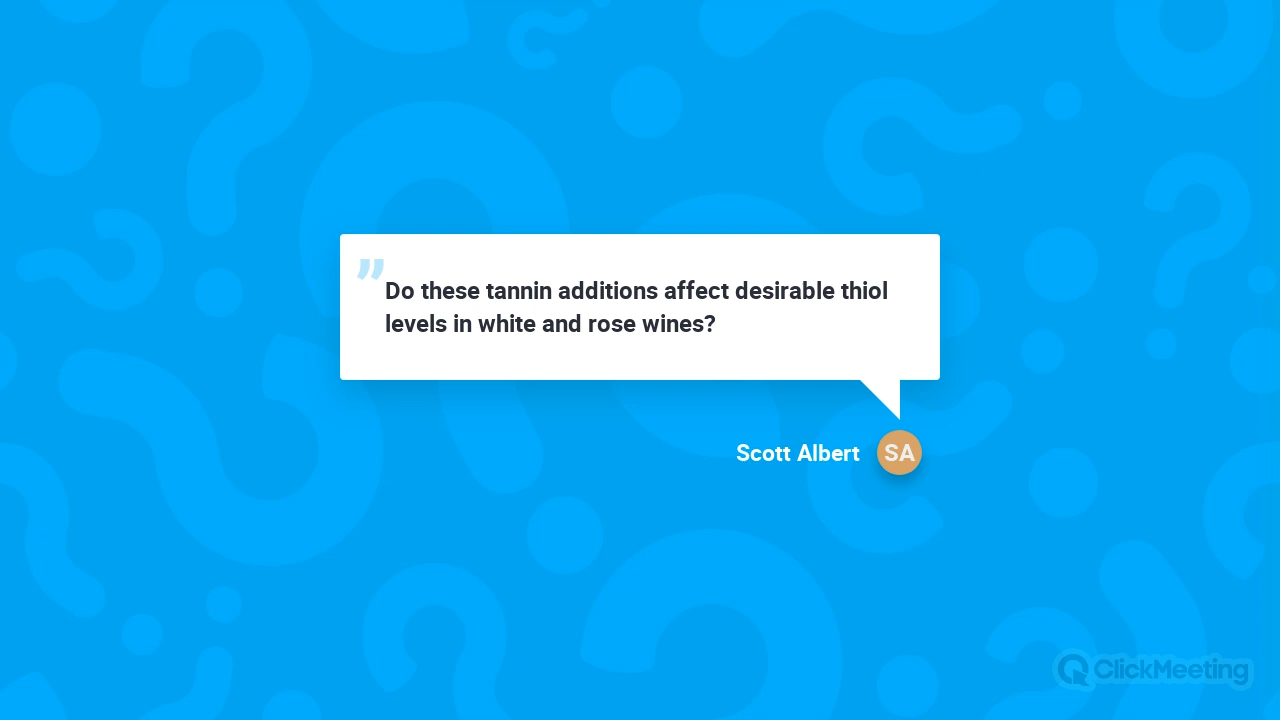 ”
Do these tannin additions affect desirable thiol
levels in white and rose wines?
Scott Albert SA
ClickMeeting